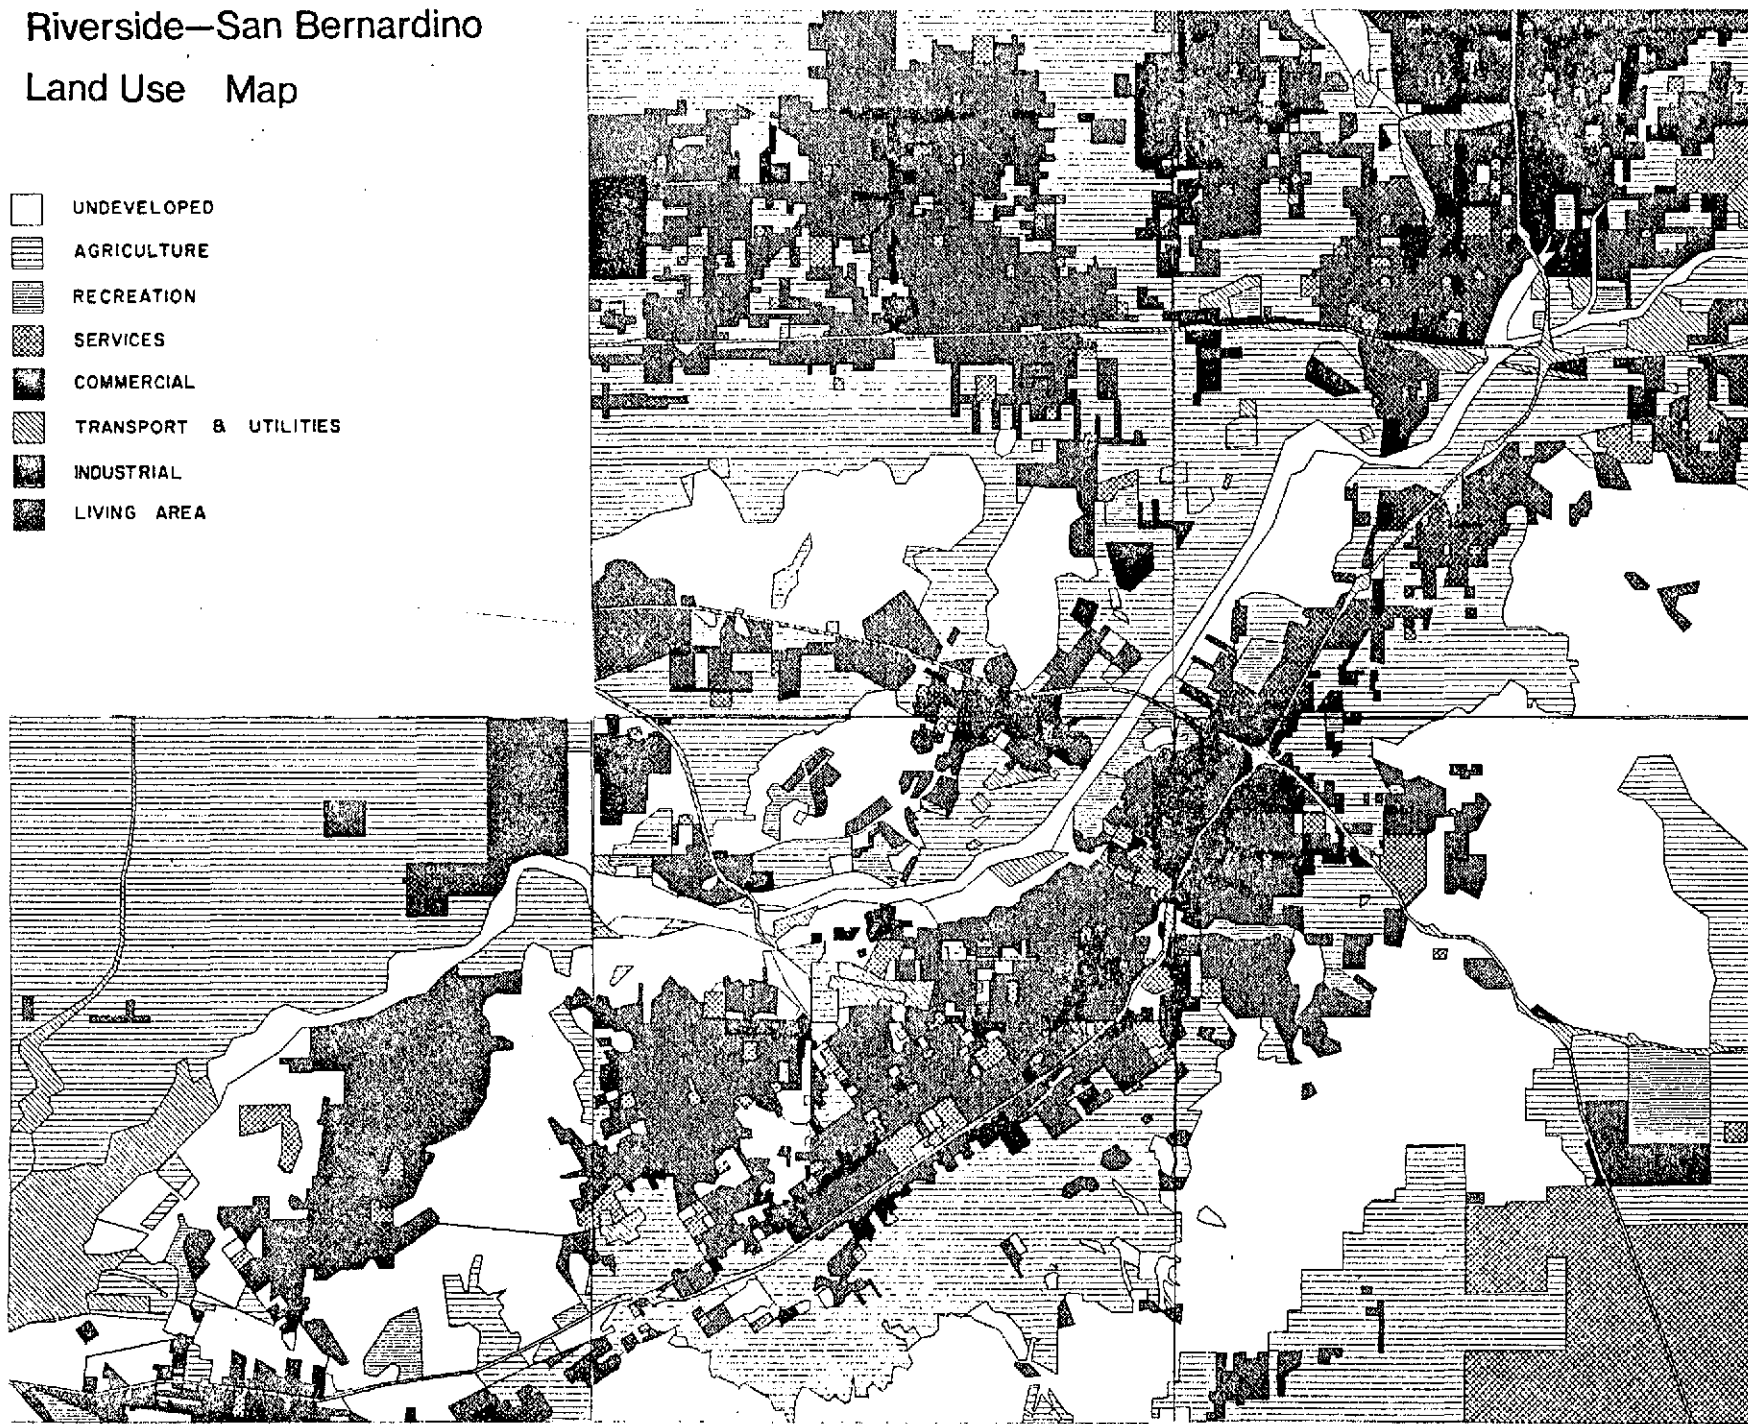 Riverside—San Bernardino
Land Use Map
UNDEVELOPED
AGRICULTURE
RECREATION
SERVICES
COMMERCIAL
TRANSPORT & UTILITIES
INDUSTRIAL
LIVING AREA